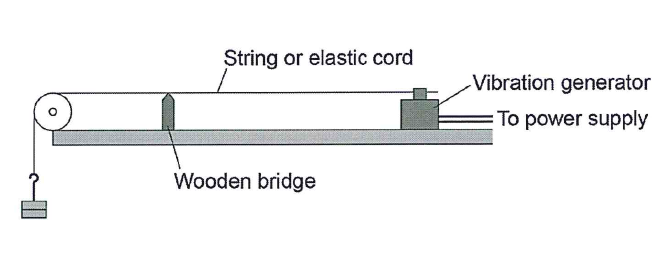 String or elastic cord
Vibration generator
To power supply
Wooden bridge